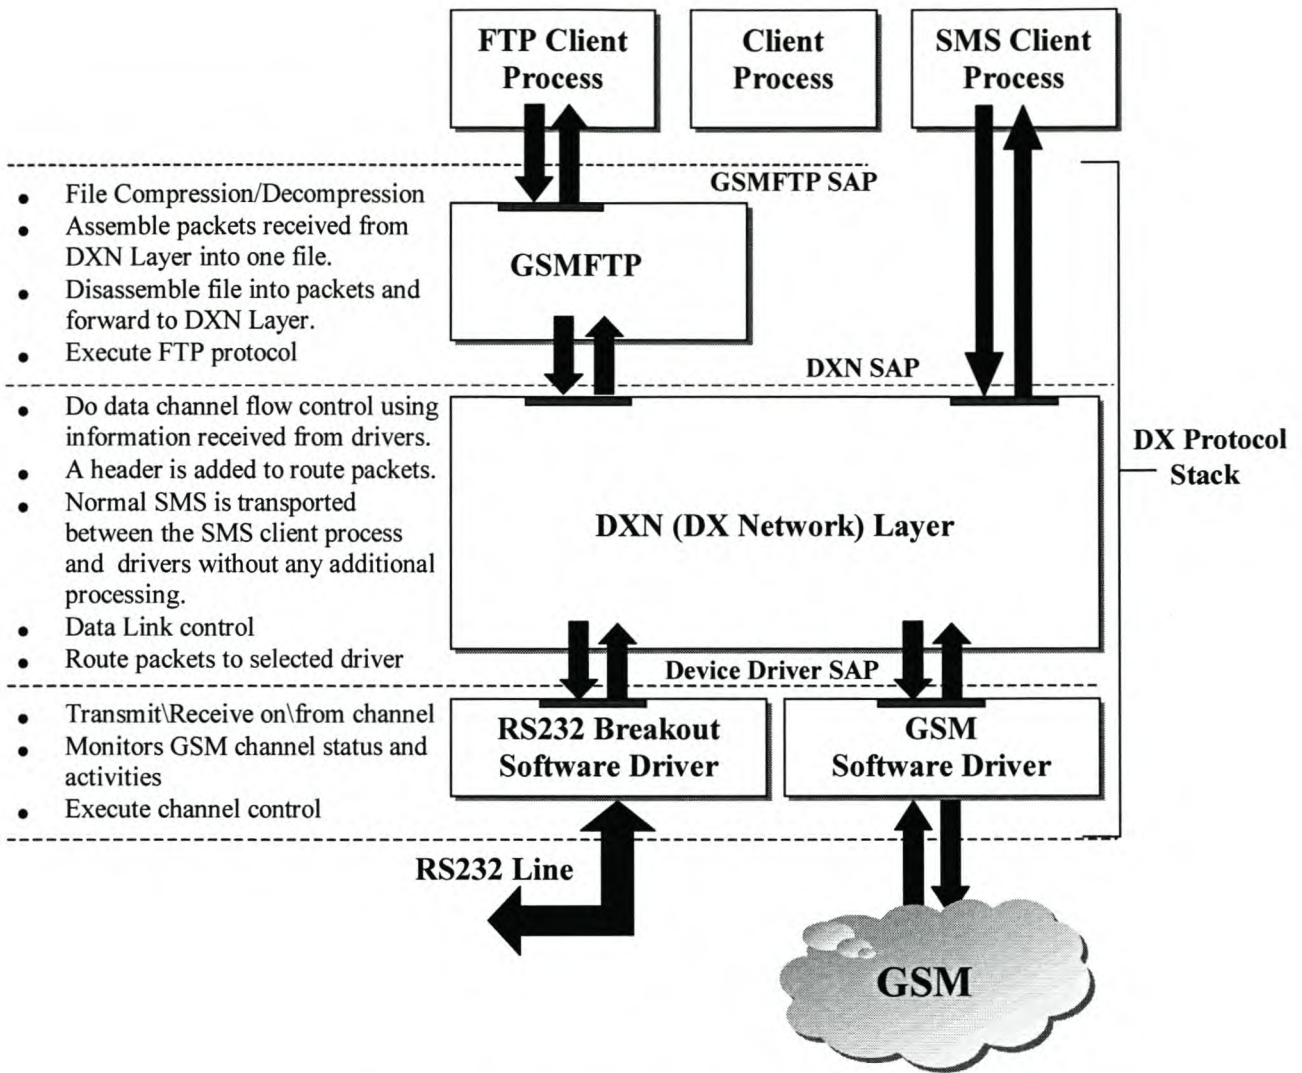 FTP Client
Process
Client
Process
SMS Client
Process
GSMFTP SAP
• File Compression/Decompression
• Assemble packets received from
DXN Layer into one file.
• Disassemble file into packets and
forward to DXN Layer.
• Execute FTP protocol
GSMFTP
DXN SAP
• Do data channel flow control using
information received from drivers.
• A header is added to route packets.
• Normal SMS is transported
between the SMS client process
and drivers without any additional
processing.
• Data Link control
• Route packets to selected driver
DXN (DX Network) Layer
DX Protocol
Stack
Device Driver SAP
• Transmit\Receive on\from channel
• Monitors GSM channel status and
activities
• Execute channel control
RS232 Breakout
Software Driver
GSM
Software Driver
RS232 Line
GSM